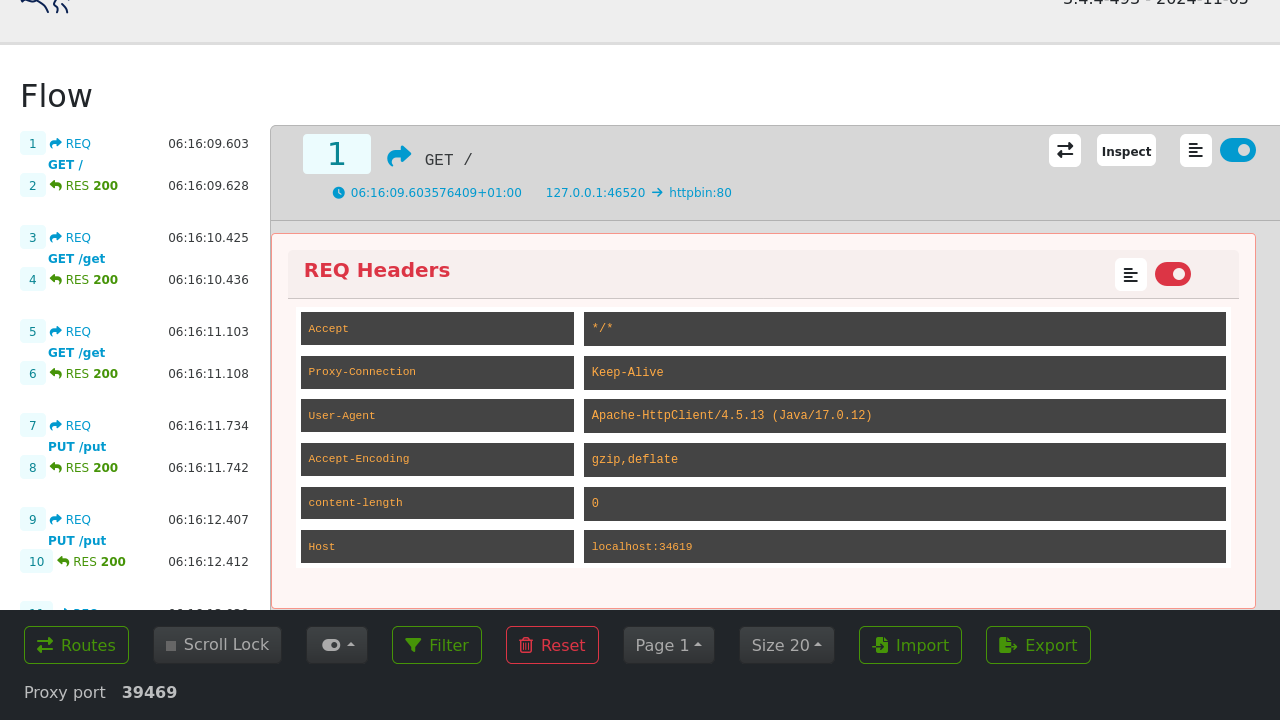 Flow
1 REQ 06:16:09.603
GET /
2 RES 200 06:16:09.628
3 REQ 06:16:10.425
GET /get
4 RES 200 06:16:10.436
5 REQ 06:16:11.103
GET /get
6 RES 200 06:16:11.108
7 REQ 06:16:11.734
PUT /put
8 RES 200 06:16:11.742
9 REQ 06:16:12.407
PUT /put
10 RES 200 06:16:12.412
1 GET / Inspect
06:16:09.603576409+01:00 127.0.0.1:46520 → httpbin:80
REQ Headers
Accept */*
Proxy-Connection Keep-Alive
User-Agent Apache-HttpClient/4.5.13 (Java/17.0.12)
Accept-Encoding gzip,deflate
content-length 0
Host localhost:34619
Routes Scroll Lock Filter Reset Page 1 Size 20 Import Export
Proxy port 39469